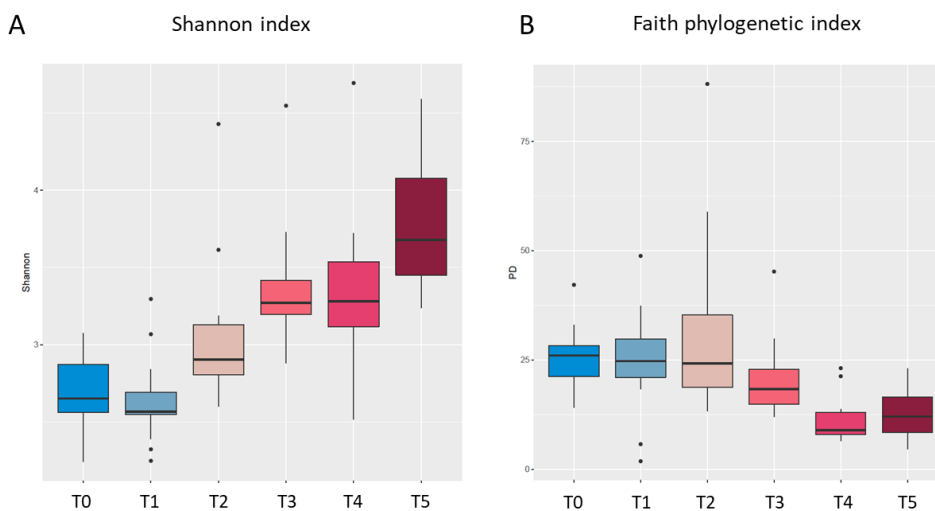 A Shannon index
4
3
Shannon
T0 T1 T2 T3 T4 T5
B Faith phylogenetic index
75
50
25
0
PD
T0 T1 T2 T3 T4 T5